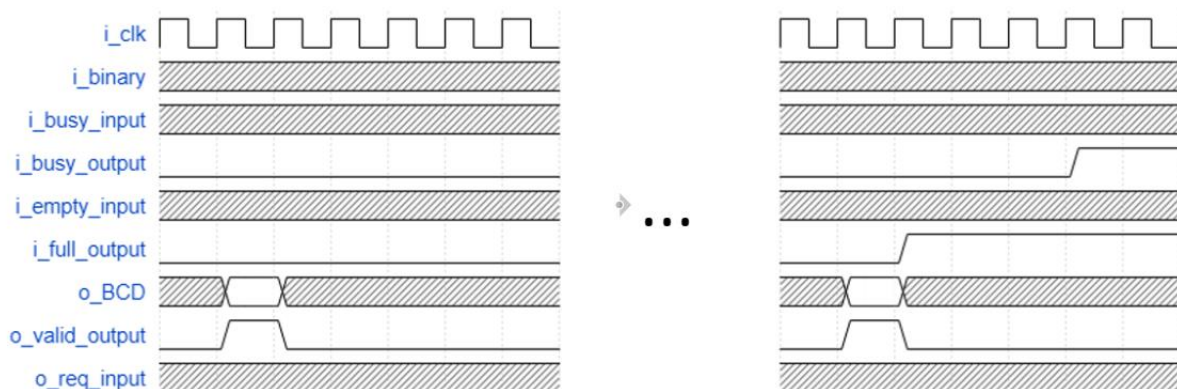 i_clk
i_binary
i_busy_input
i_busy_output
i_empty_input
...
i_full_output
o_BCD
o_valid_output
o_req_input